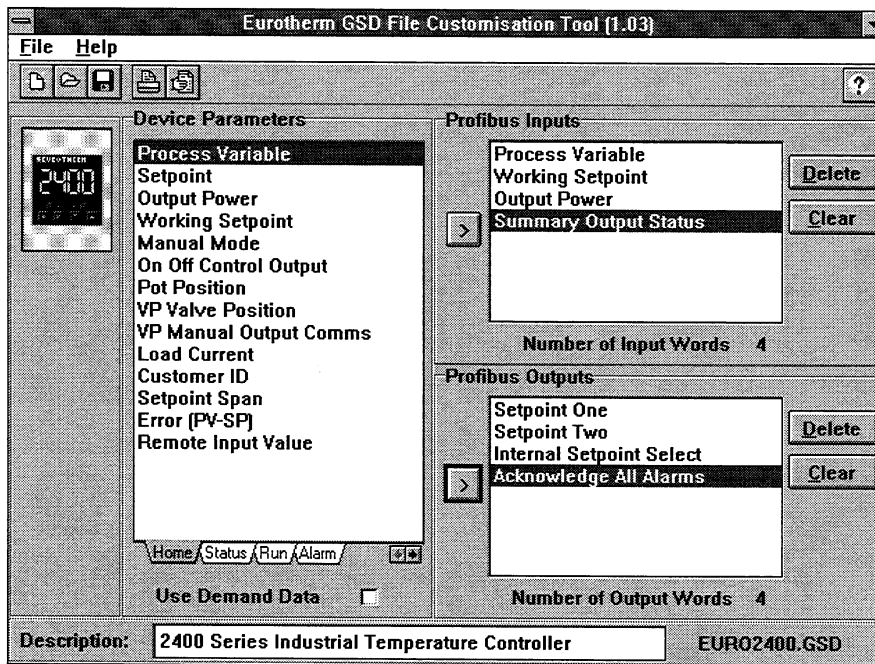 Eurotherm GSD File Customisation Tool (1.03)
File Help
?
Device Parameters
EUROTHERM
2400
Process Variable
Setpoint
Output Power
Working Setpoint
Manual Mode
On Off Control Output
Pot Position
VP Valve Position
VP Manual Output Comms
Load Current
Customer ID
Setpoint Span
Error (PV-SP)
Remote Input Value
Home Status Run Alarm
Use Demand Data
Profibus Inputs
>
Process Variable
Working Setpoint
Output Power
Summary Output Status
Delete
Clear
Number of Input Words 4
Profibus Outputs
>
Setpoint One
Setpoint Two
Internal Setpoint Select
Acknowledge All Alarms
Delete
Clear
Number of Output Words 4
Description: 2400 Series Industrial Temperature Controller EURO2400.GSD